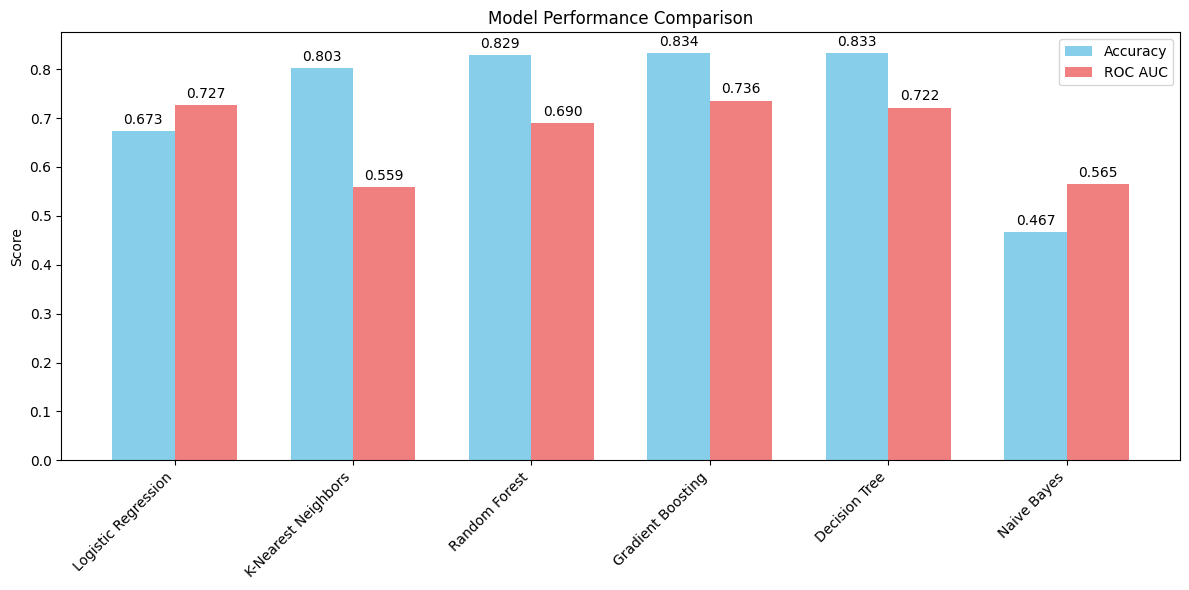 Model Performance Comparison
Accuracy
ROC AUC
Score
0.8
0.7
0.6
0.5
0.4
0.3
0.2
0.1
0.0
0.673
0.727
0.803
0.559
0.829
0.690
0.834
0.736
0.833
0.722
0.467
0.565
Logistic Regression
K-Nearest Neighbors
Random Forest
Gradient Boosting
Decision Tree
Naive Bayes